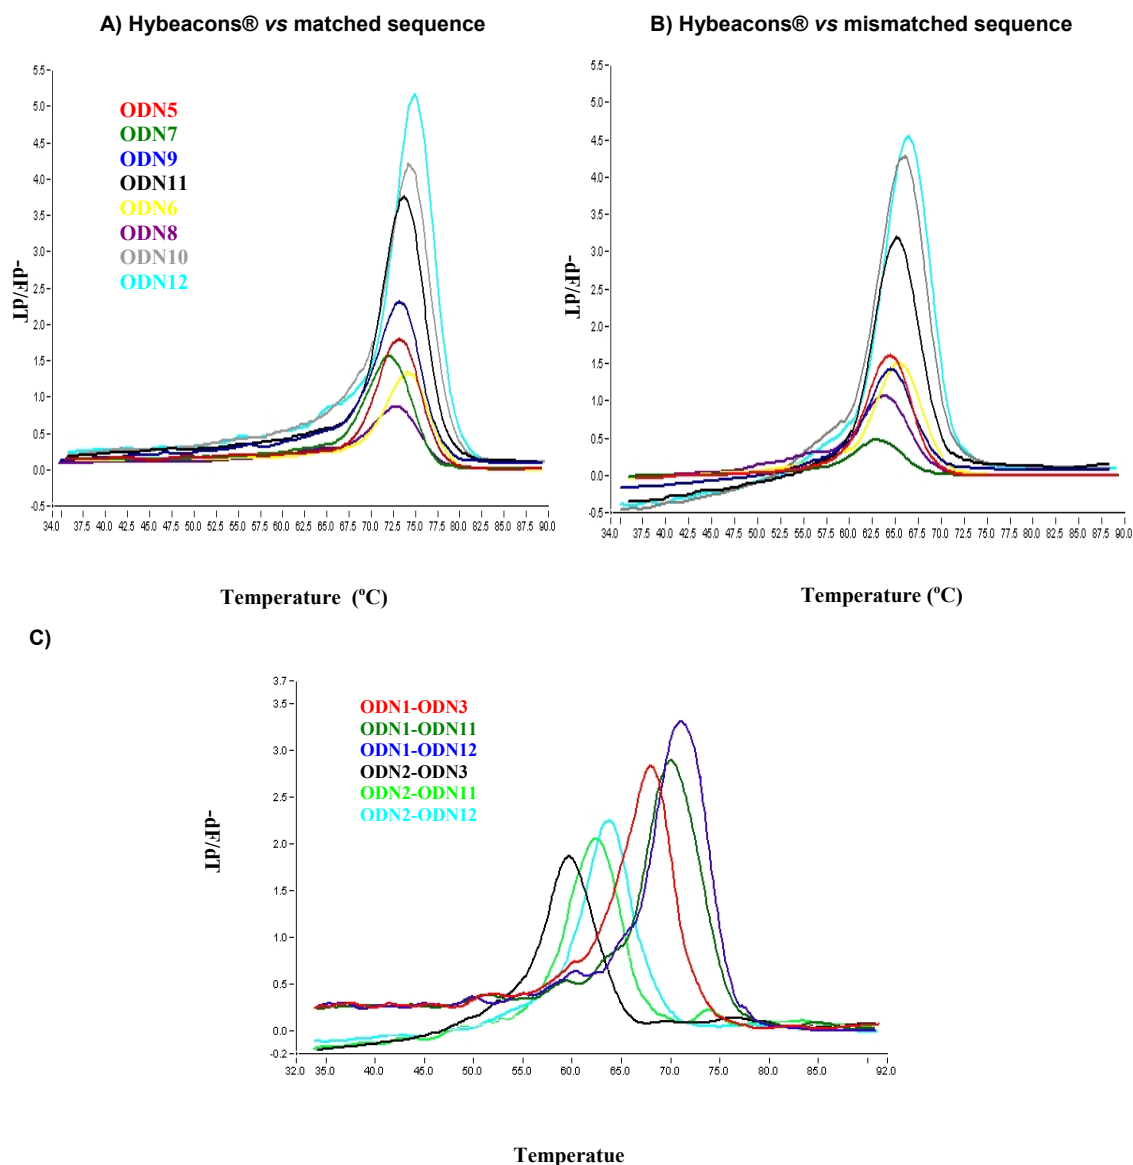 A) Hybeacons® vs matched sequence
B) Hybeacons® vs mismatched sequence
5.5
5.0
4.5
4.0
3.5
3.0
2.5
2.0
1.5
1.0
0.5
0.0
-0.5
-dF/dT
ODN5
ODN7
ODN9
ODN11
ODN6
ODN8
ODN10
ODN12
34.0 37.5 40.0 42.5 45.0 47.5 50.0 52.5 55.0 57.5 60.0 62.5 65.0 67.5 70.0 72.5 75.0 77.5 80.0 82.5 85.0 87.5 90.0
Temperature (ºC)
5.5
5.0
4.5
4.0
3.5
3.0
2.5
2.0
1.5
1.0
0.5
0.0
-0.5
-dF/dT
34.0 37.5 40.0 42.5 45.0 47.5 50.0 52.5 55.0 57.5 60.0 62.5 65.0 67.5 70.0 72.5 75.0 77.5 80.0 82.5 85.0 87.5 90.0
Temperature (ºC)
C)
3.7
3.5
3.0
2.5
2.0
1.5
1.0
0.5
0.0
-0.2
-dF/dT
ODN1-ODN3
ODN1-ODN11
ODN1-ODN12
ODN2-ODN3
ODN2-ODN11
ODN2-ODN12
32.0 35.0 40.0 45.0 50.0 55.0 60.0 65.0 70.0 75.0 80.0 85.0 92.0
Temperatue